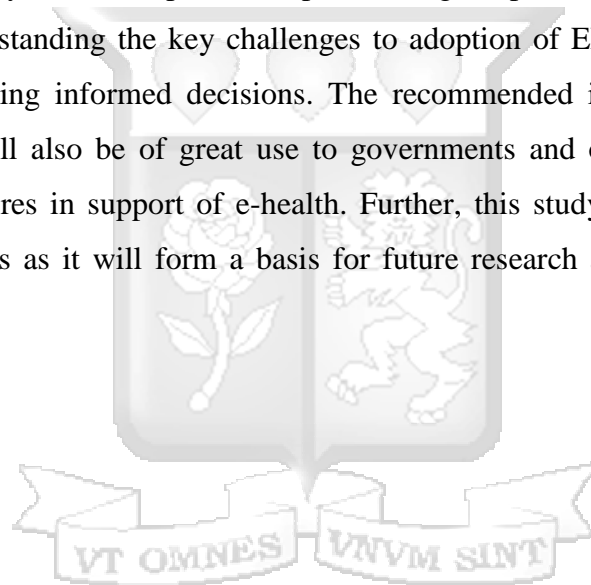 standing the key challenges to adoption of E
ing informed decisions. The recommended i
ll also be of great use to governments and
res in support of e-health. Further, this study
s as it will form a basis for future research
VT OMNES VNVM SINT